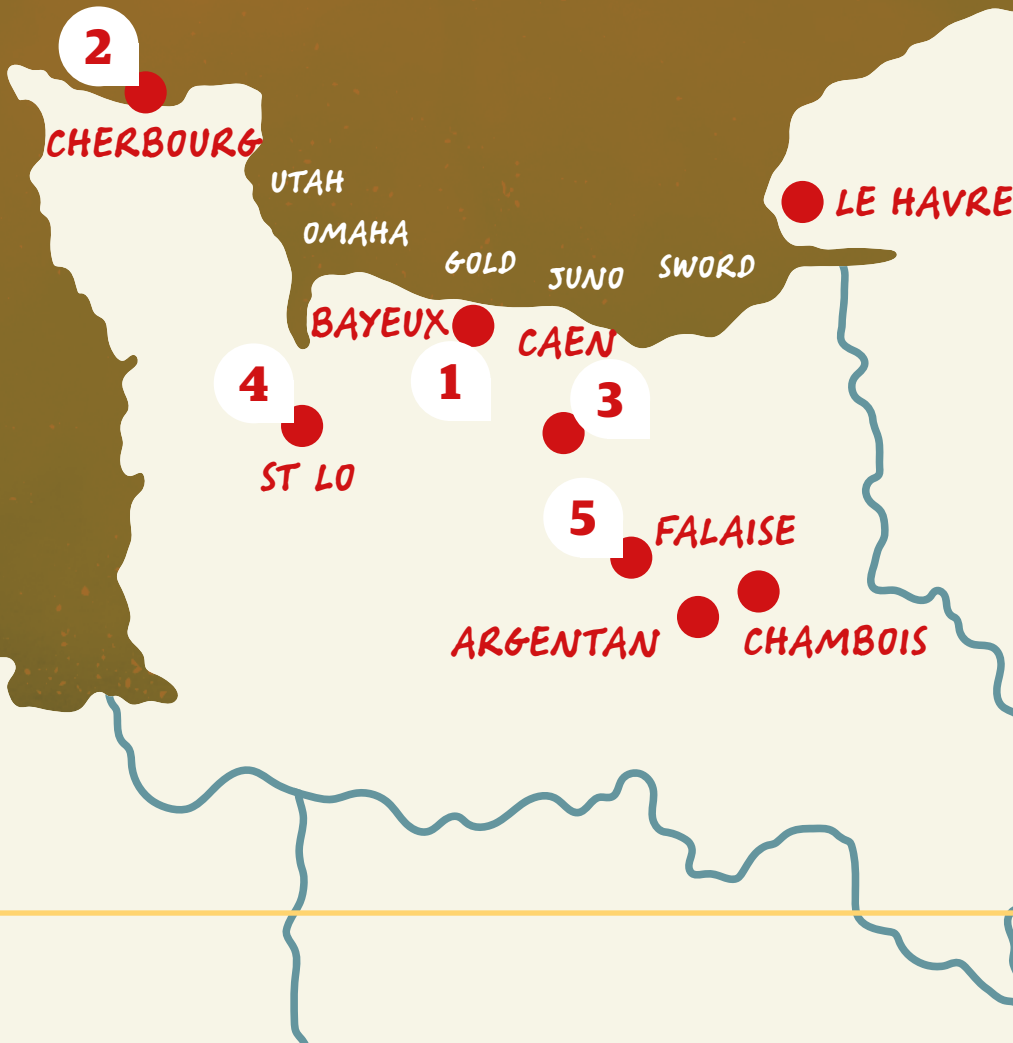 2
CHERBOURG
UTAH
LE HAVRE
OMAHA
GOLD
JUNO
SWORD
BAYEUX
CAEN
4
1
3
ST LO
5
FALAISE
ARGENTAN
CHAMBOIS